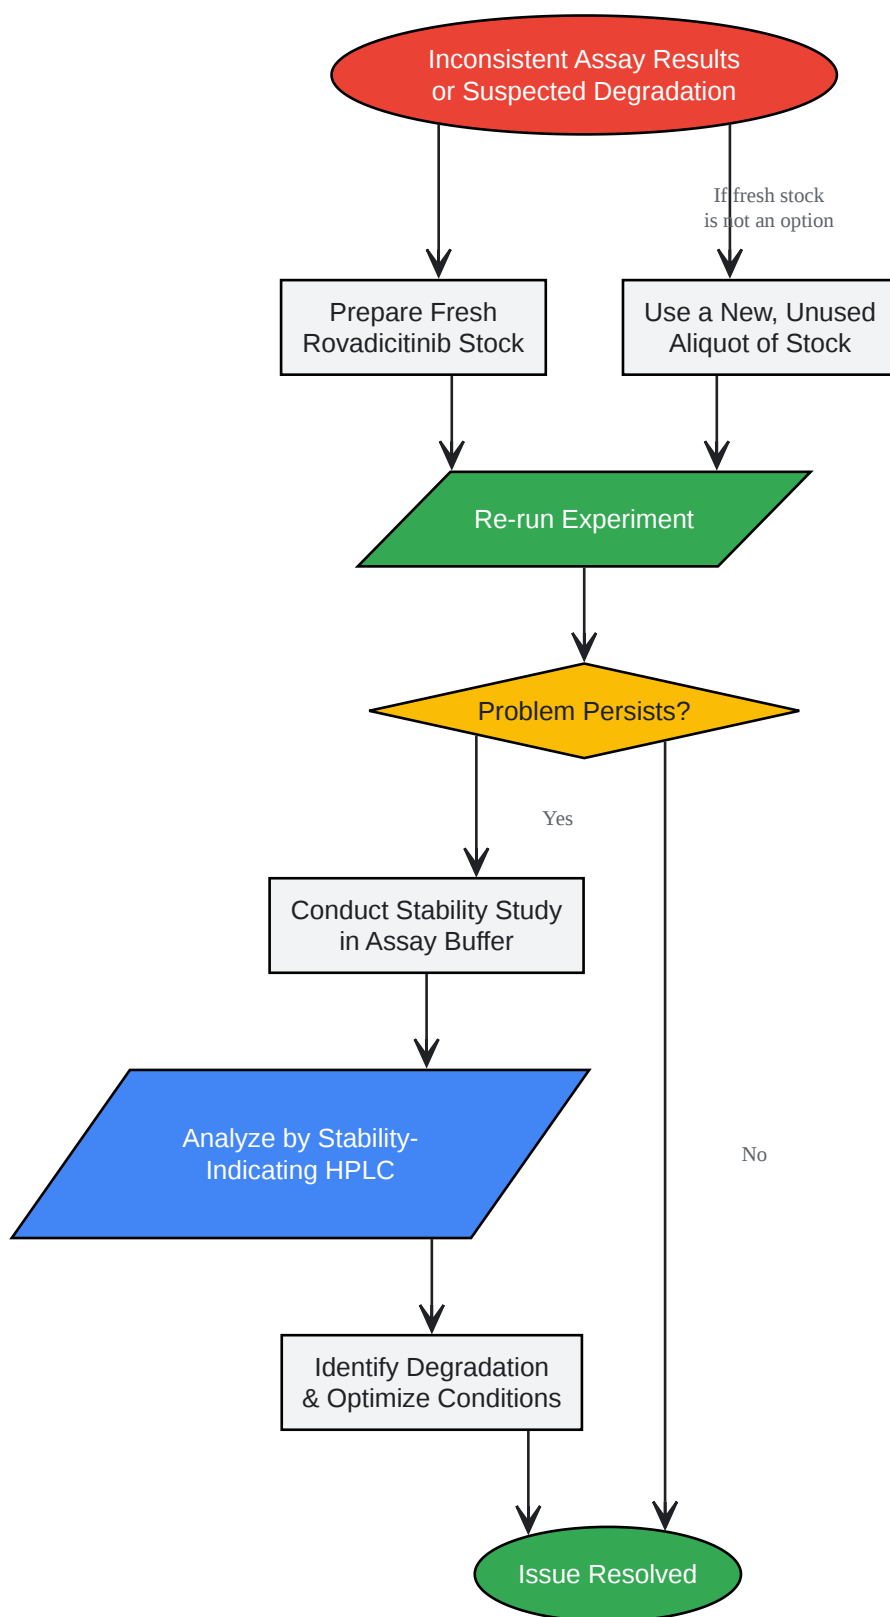 Inconsistent Assay Results
or Suspected Degradation
If fresh stock
is not an option
Prepare Fresh
Rovadicitinib Stock
Use a New, Unused
Aliquot of Stock
Re-run Experiment
Problem Persists?
Yes
Conduct Stability Study
in Assay Buffer
Analyze by Stability-
Indicating HPLC
No
Identify Degradation
& Optimize Conditions
Issue Resolved